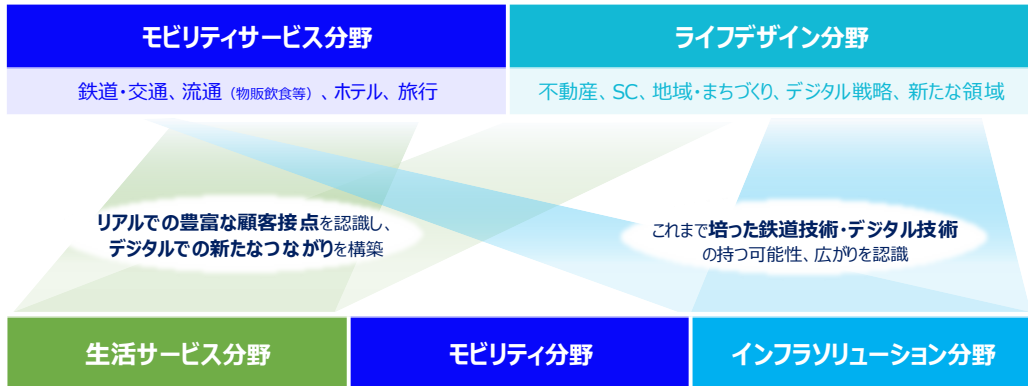 モビリティサービス分野
ライフデザイン分野
鉄道・交通、流通（物販飲食等）、ホテル、旅行
不動産、SC、地域・まちづくり、デジタル戦略、新たな領域
リアルでの豊富な顧客接点を認識し、
デジタルでの新たなつながりを構築
これまで培った鉄道技術・デジタル技術
の持つ可能性、広がりを認識
生活サービス分野
モビリティ分野
インフラソリューション分野